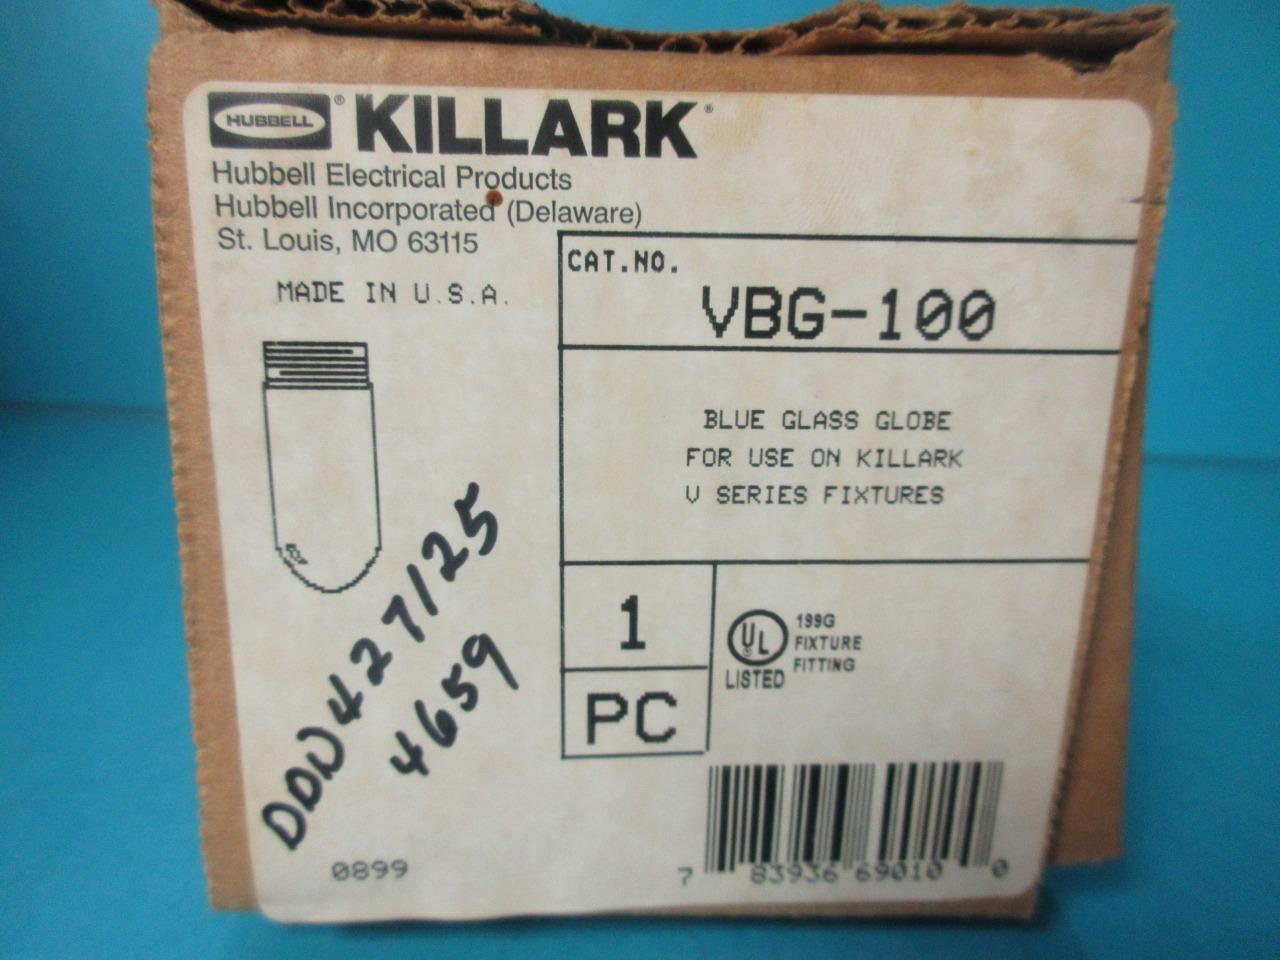 HUBBELL® KILLARK®
Hubbell Electrical Products
Hubbell Incorporated (Delaware)
St. Louis, MO 63115
MADE IN U.S.A.
CAT.NO.
VBG-100
BLUE GLASS GLOBE
FOR USE ON KILLARK
V SERIES FIXTURES
1
PC
UL
LISTED
199G
FIXTURE
FITTING
DDN427125
4659
0899
7 83936 69010 0